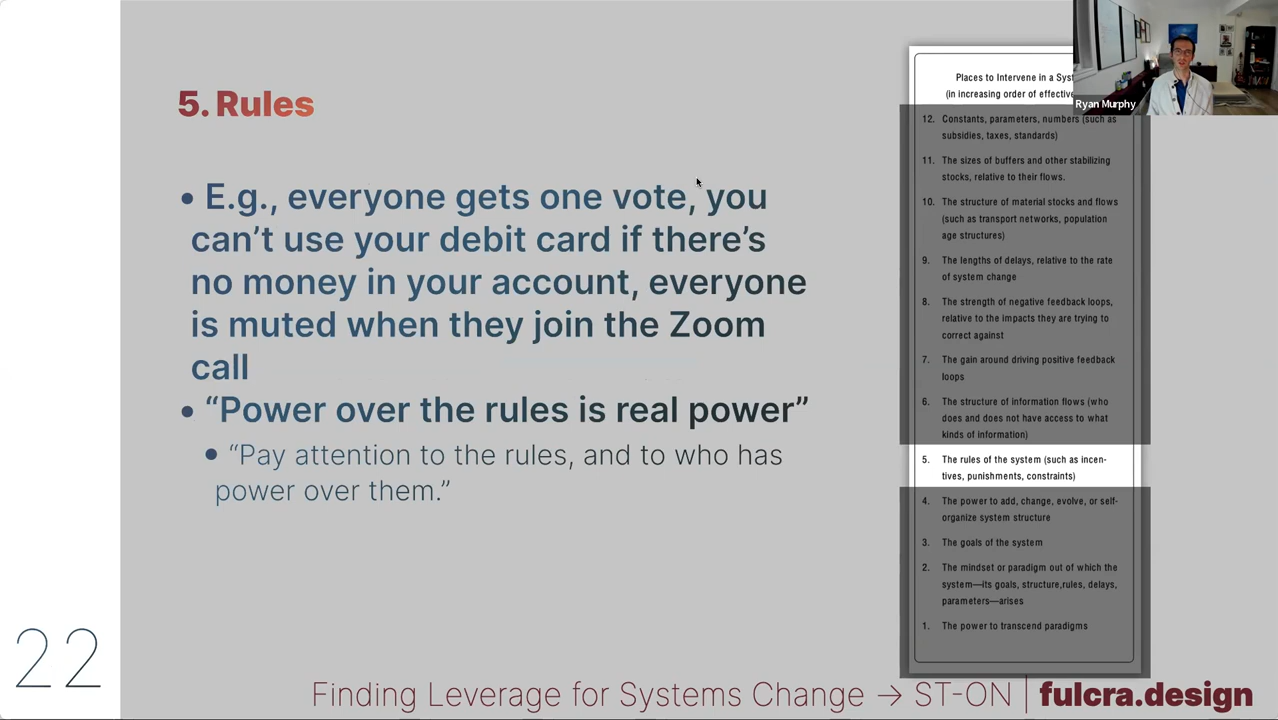 5. Rules
• E.g., everyone gets one vote, you
can’t use your debit card if there’s
no money in your account, everyone
is muted when they join the Zoom
call
• “Power over the rules is real power”
• “Pay attention to the rules, and to who has
power over them.”
Places to Intervene in a
(in increasing order of
12. Constants, parameters, numbers (such as
subsidies, taxes, standards)
11. The sizes of buffers and other stabilizing
stocks, relative to their flows.
10. The structure of material stocks and flows
(such as transport networks, population
age structures)
9. The lengths of delays, relative to the rate
of system change
8. The strength of negative feedback loops,
relative to the impacts they are trying to
correct against
7. The gain around driving positive feedback
loops
6. The structure of information flows (who
does and does not have access to what
kinds of information)
5. The rules of the system (such as incen-
tives, punishments, constraints)
4. The power to add, change, evolve, or self-
organize system structure
3. The goals of the system
2. The mindset or paradigm out of which the
system—its goals, structure,rules, delays,
parameters—arises
1. The power to transcend paradigms
Ryan Murphy
22
Finding Leverage for Systems Change → ST-ON | fulcra.design